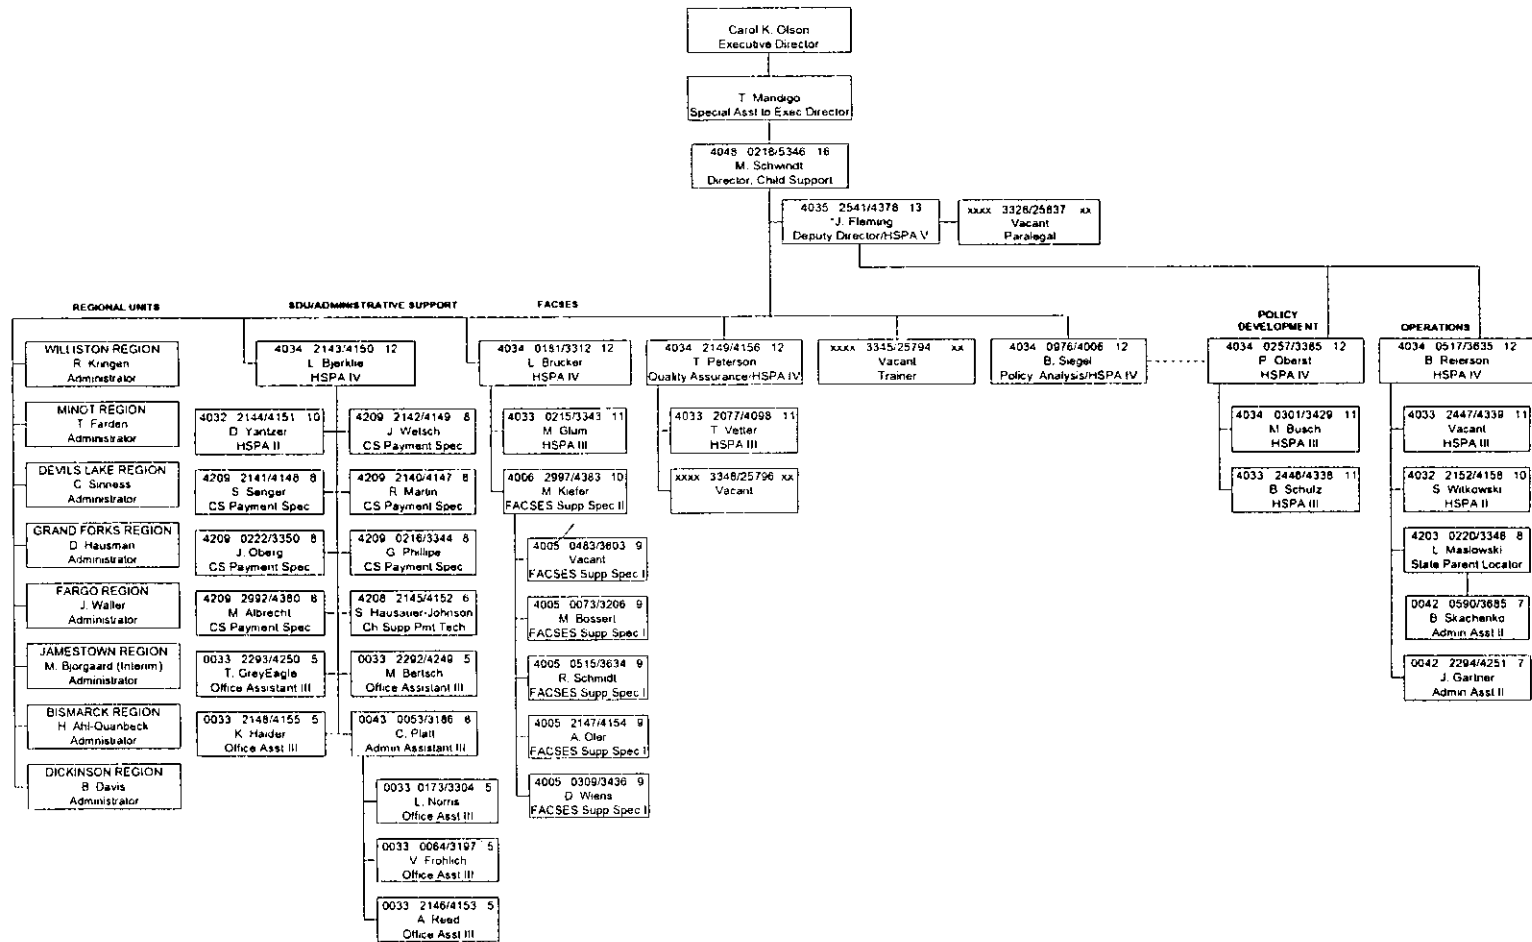 Carol K. Olson
Executive Director
T. Mandigo
Special Asst to Exec Director
4048 0218/5346 16
M. Schwindt
Director, Child Support
4035 2541/4378 13
*J. Fleming
Deputy Director/HSPA V
xxxx 3326/25837 xx
Vacant
Paralegal
REGIONAL UNITS
WILLISTON REGION
R. Kringen
Administrator
MINOT REGION
T. Farden
Administrator
DEVILS LAKE REGION
C. Sinness
Administrator
GRAND FORKS REGION
D. Hausman
Administrator
FARGO REGION
J. Waller
Administrator
JAMESTOWN REGION
M. Bjorgaard (Interim)
Administrator
BISMARCK REGION
H. Ahl-Quanbeck
Administrator
DICKINSON REGION
B. Davis
Administrator
SDU/ADMINISTRATIVE SUPPORT
4034 2143/4150 12
L. Bjerklie
HSPA IV
4032 2144/4151 10
D. Yantzer
HSPA II
4209 2142/4149 8
J. Welsch
CS Payment Spec
4209 2141/4148 8
S. Senger
CS Payment Spec
4209 2140/4147 8
R. Martin
CS Payment Spec
4209 0222/3350 8
J. Oberg
CS Payment Spec
4209 0216/3344 8
G. Phillipe
CS Payment Spec
4209 2992/4380 8
M. Albrecht
CS Payment Spec
4208 2145/4152 6
S. Hausauer-Johnson
Ch Supp Pmt Tech
0033 2293/4250 5
T. GreyEagle
Office Assistant III
0033 2292/4249 5
M. Bertsch
Office Assistant III
0033 2148/4155 5
K. Haider
Office Asst III
0043 0053/3186 6
C. Platt
Admin Assistant III
0033 0173/3304 5
L. Norris
Office Asst III
0033 0064/3197 5
V. Frohlich
Office Asst III
0033 2146/4153 5
A. Reed
Office Asst III
FACSES
4034 0181/3312 12
L. Brucker
HSPA IV
4033 0215/3343 11
M. Glum
HSPA III
4006 2997/4383 10
M. Kiefer
FACSES Supp Spec II
4005 0483/3603 9
Vacant
FACSES Supp Spec I
4005 0073/3206 9
M. Bossert
FACSES Supp Spec I
4005 0515/3634 9
R. Schmidt
FACSES Supp Spec I
4005 2147/4154 9
A. Oler
FACSES Supp Spec I
4005 0309/3436 9
D. Wiens
FACSES Supp Spec I
4034 2149/4156 12
T. Peterson
Quality Assurance/HSPA IV
4033 2077/4098 11
T. Vetter
HSPA III
xxxx 3348/25796 xx
Vacant
xxxx 3345/25794 xx
Vacant
Trainer
4034 0976/4006 12
B. Siegel
Policy Analysis/HSPA IV
POLICY
DEVELOPMENT
4034 0257/3385 12
P. Oberst
HSPA IV
4034 0301/3429 11
M. Busch
HSPA III
4033 2446/4338 11
B. Schulz
HSPA III
OPERATIONS
4034 0517/3635 12
B. Reierson
HSPA IV
4033 2447/4339 11
Vacant
HSPA III
4032 2152/4158 10
S. Witkowski
HSPA II
4203 0220/3348 8
L. Maslowski
State Parent Locator
0042 0590/3685 7
B. Skachenko
Admin Asst II
0042 2294/4251 7
J. Gartner
Admin Asst II